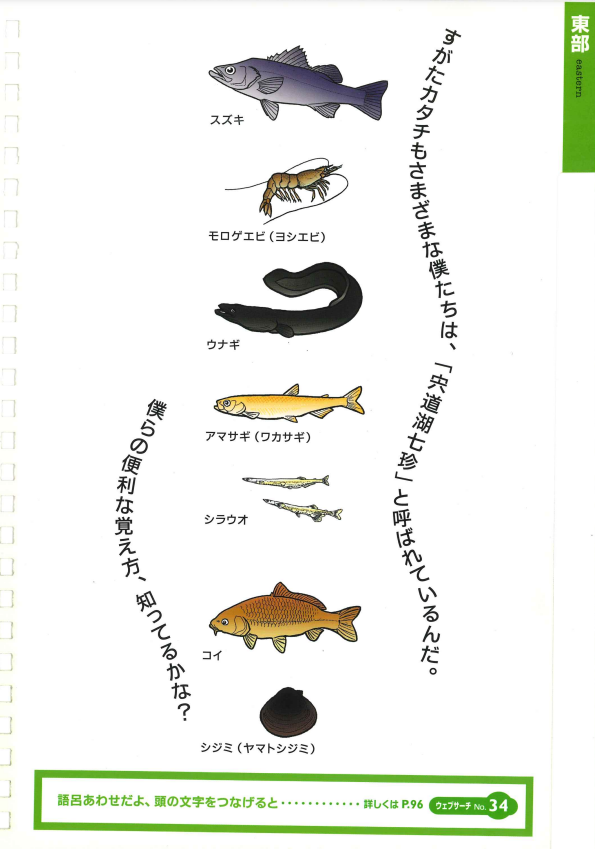 東部
eastern
すがたカタチもさまざまな僕たちは、「宍道湖七珍」と呼ばれているんだ。
スズキ
モロゲエビ（ヨシエビ）
ウナギ
アマサギ（ワカサギ）
シラウオ
コイ
シジミ（ヤマトシジミ）
僕らの便利な覚え方、知ってるかな？
語呂あわせだよ、頭の文字をつなげると・・・・・・・・・・・・ 詳しくは P.96 ウェブサーチ No.34